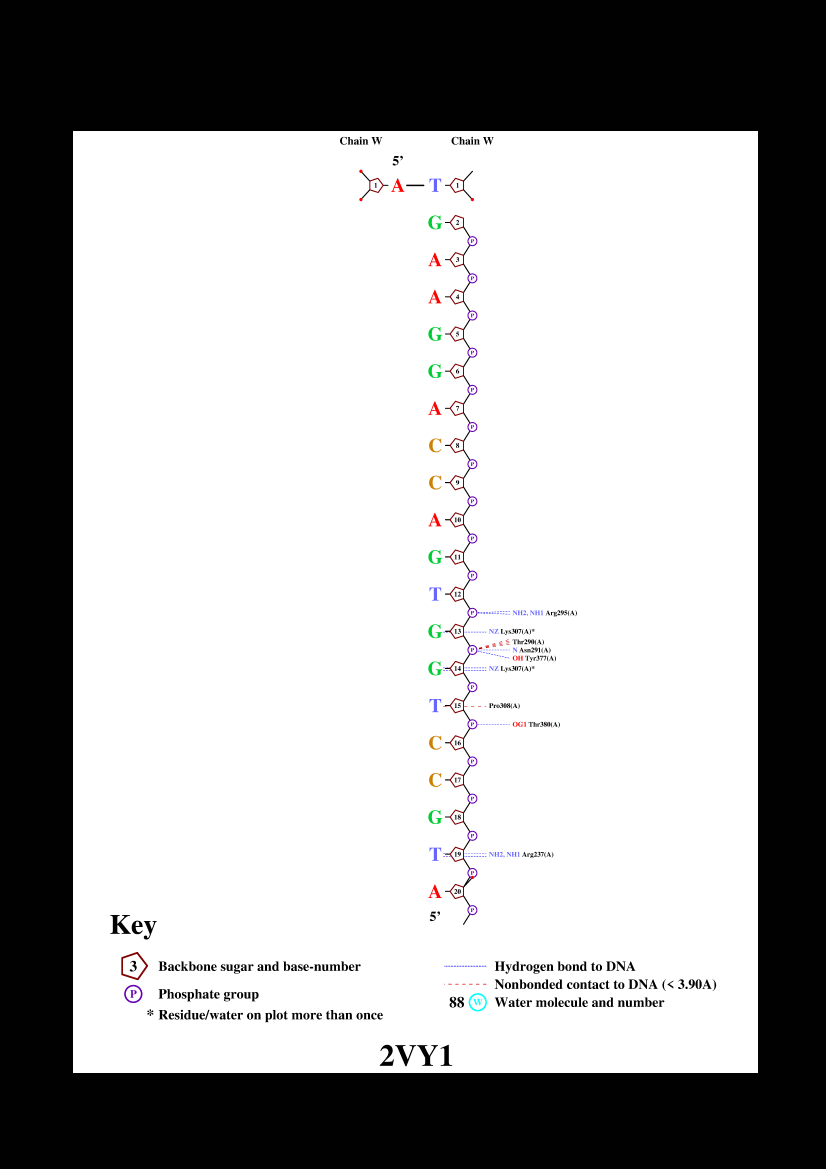 Chain W Chain W
5’
1 A T 1
G 2
P
A 3
P
A 4
P
G 5
P
G 6
P
A 7
P
C 8
P
C 9
P
A 10
P
G 11
P
T 12
P NH2, NH1 Arg295(A)
G 13 NZ Lys307(A)*
Thr290(A)
P N Asn291(A)
OH Tyr377(A)
G 14 NZ Lys307(A)*
P
T 15 Pro308(A)
P OG1 Thr380(A)
C 16
P
C 17
P
G 18
P
T 19 NH2, NH1 Arg237(A)
P
A 20
P
5’
Key
3 Backbone sugar and base-number
P Phosphate group
* Residue/water on plot more than once
Hydrogen bond to DNA
Nonbonded contact to DNA (< 3.90A)
88 W Water molecule and number
2VY1